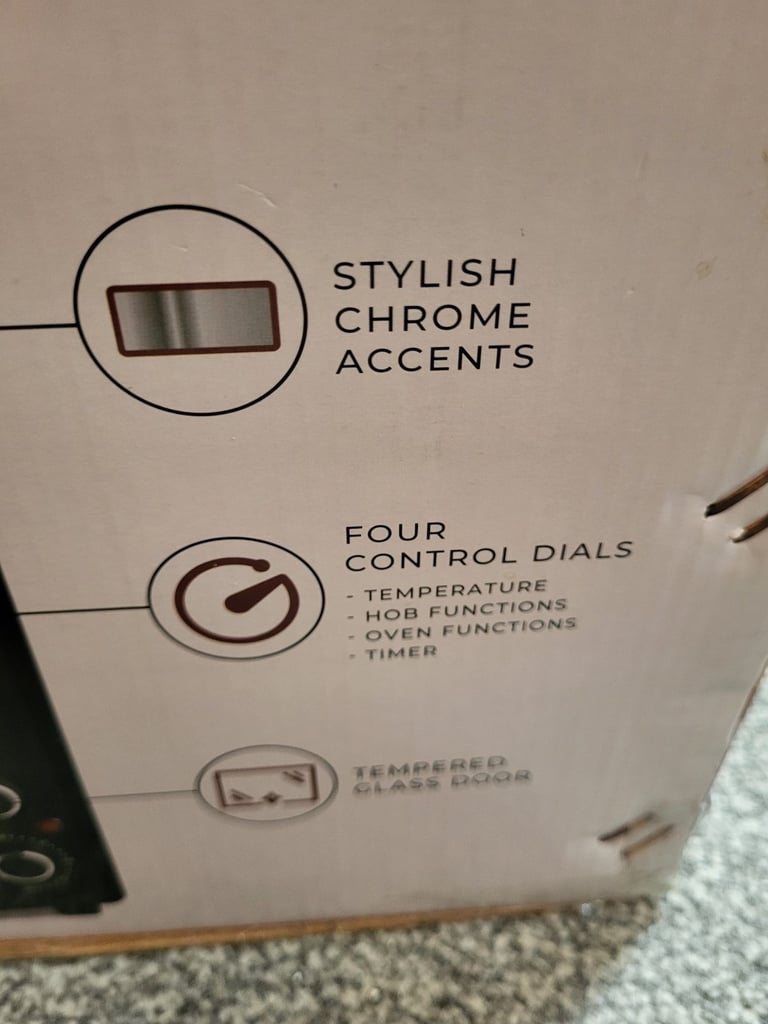 STYLISH
CHROME
ACCENTS
FOUR
CONTROL DIALS
- TEMPERATURE
- HOB FUNCTIONS
- OVEN FUNCTIONS
- TIMER
TEMPERED
GLASS DOOR